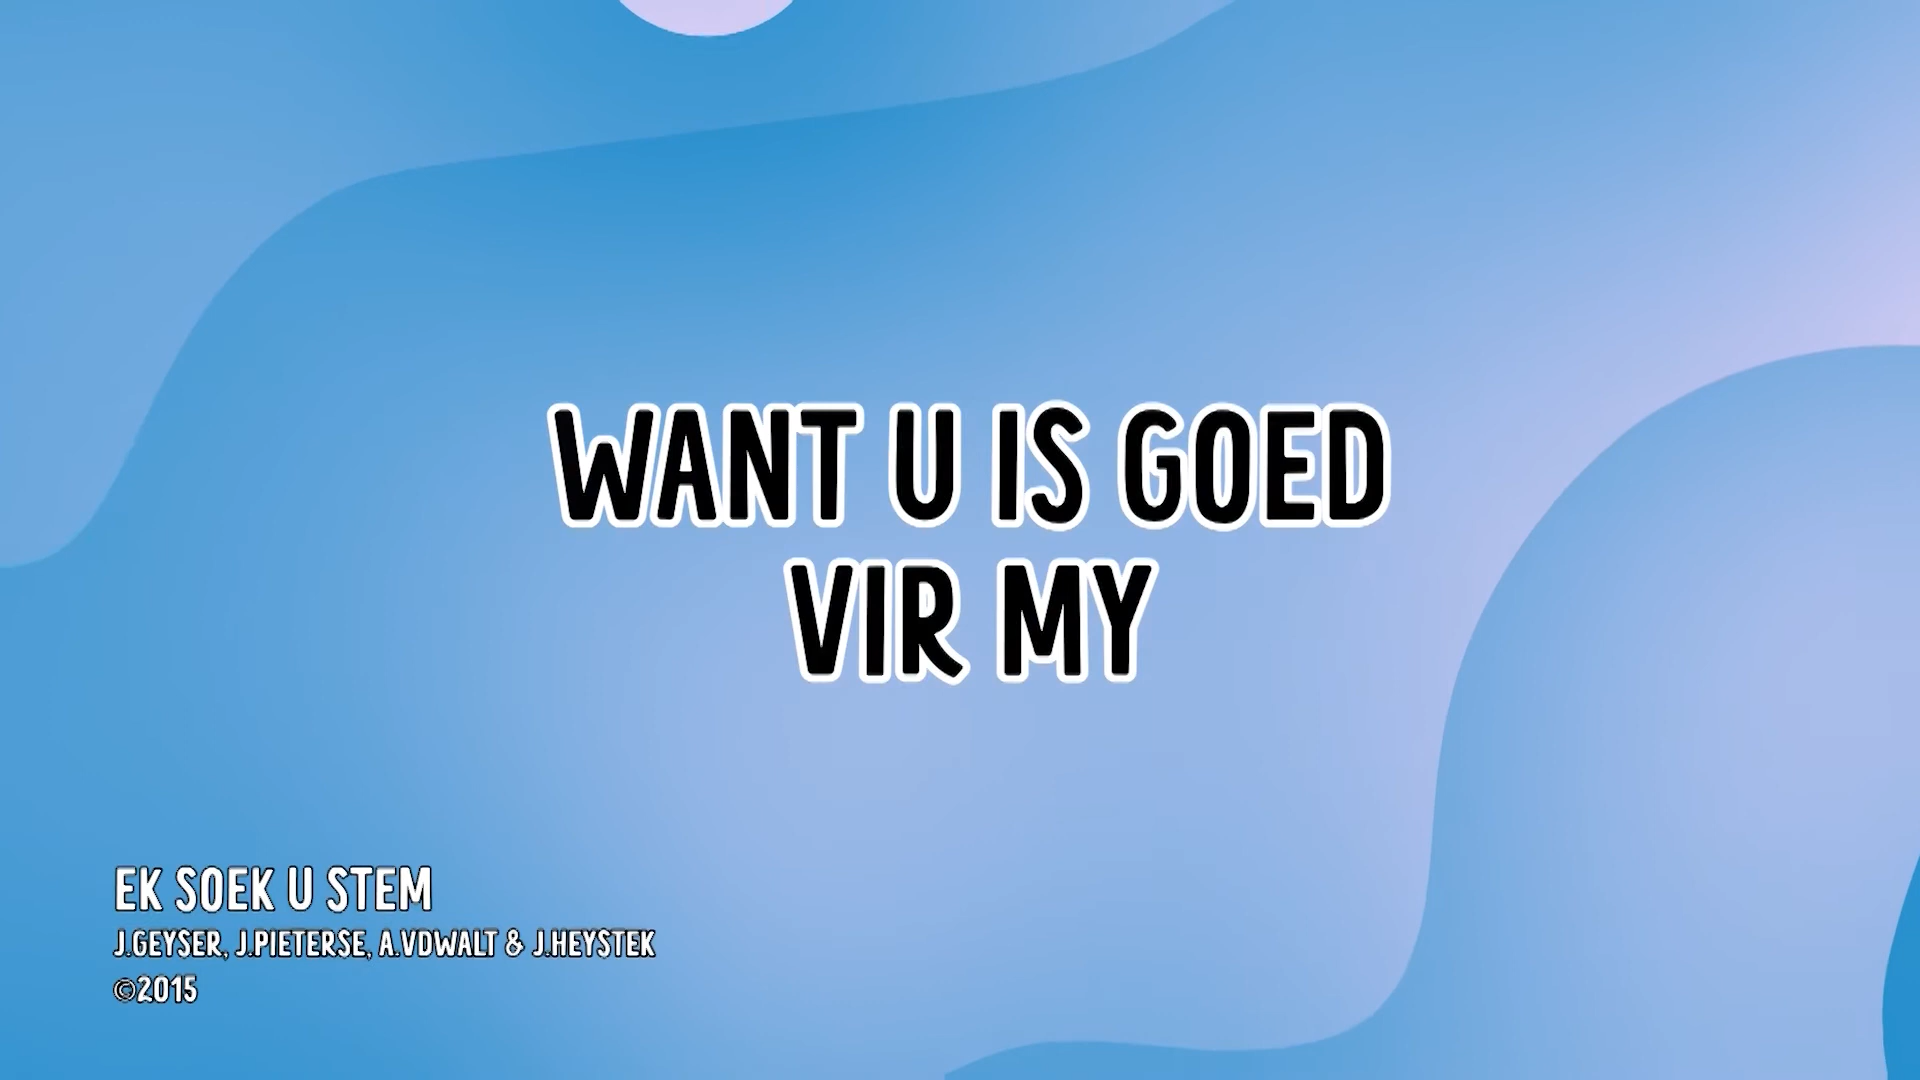 WANT U IS GOED
VIR MY
EK SOEK U STEM
J.GEYSER, J.PIETERSE, A.VDWALT & J.HEYSTEK
©2015